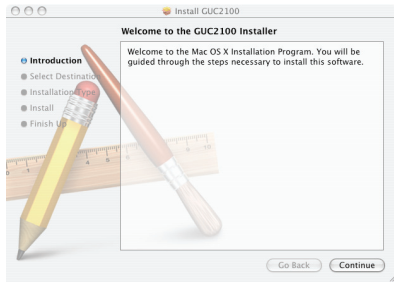 Install GUC2100
Welcome to the GUC2100 Installer
Introduction
Select Destination
Installation Type
Install
Finish Up
Welcome to the Mac OS X Installation Program. You will be
guided through the steps necessary to install this software.
Go Back
Continue